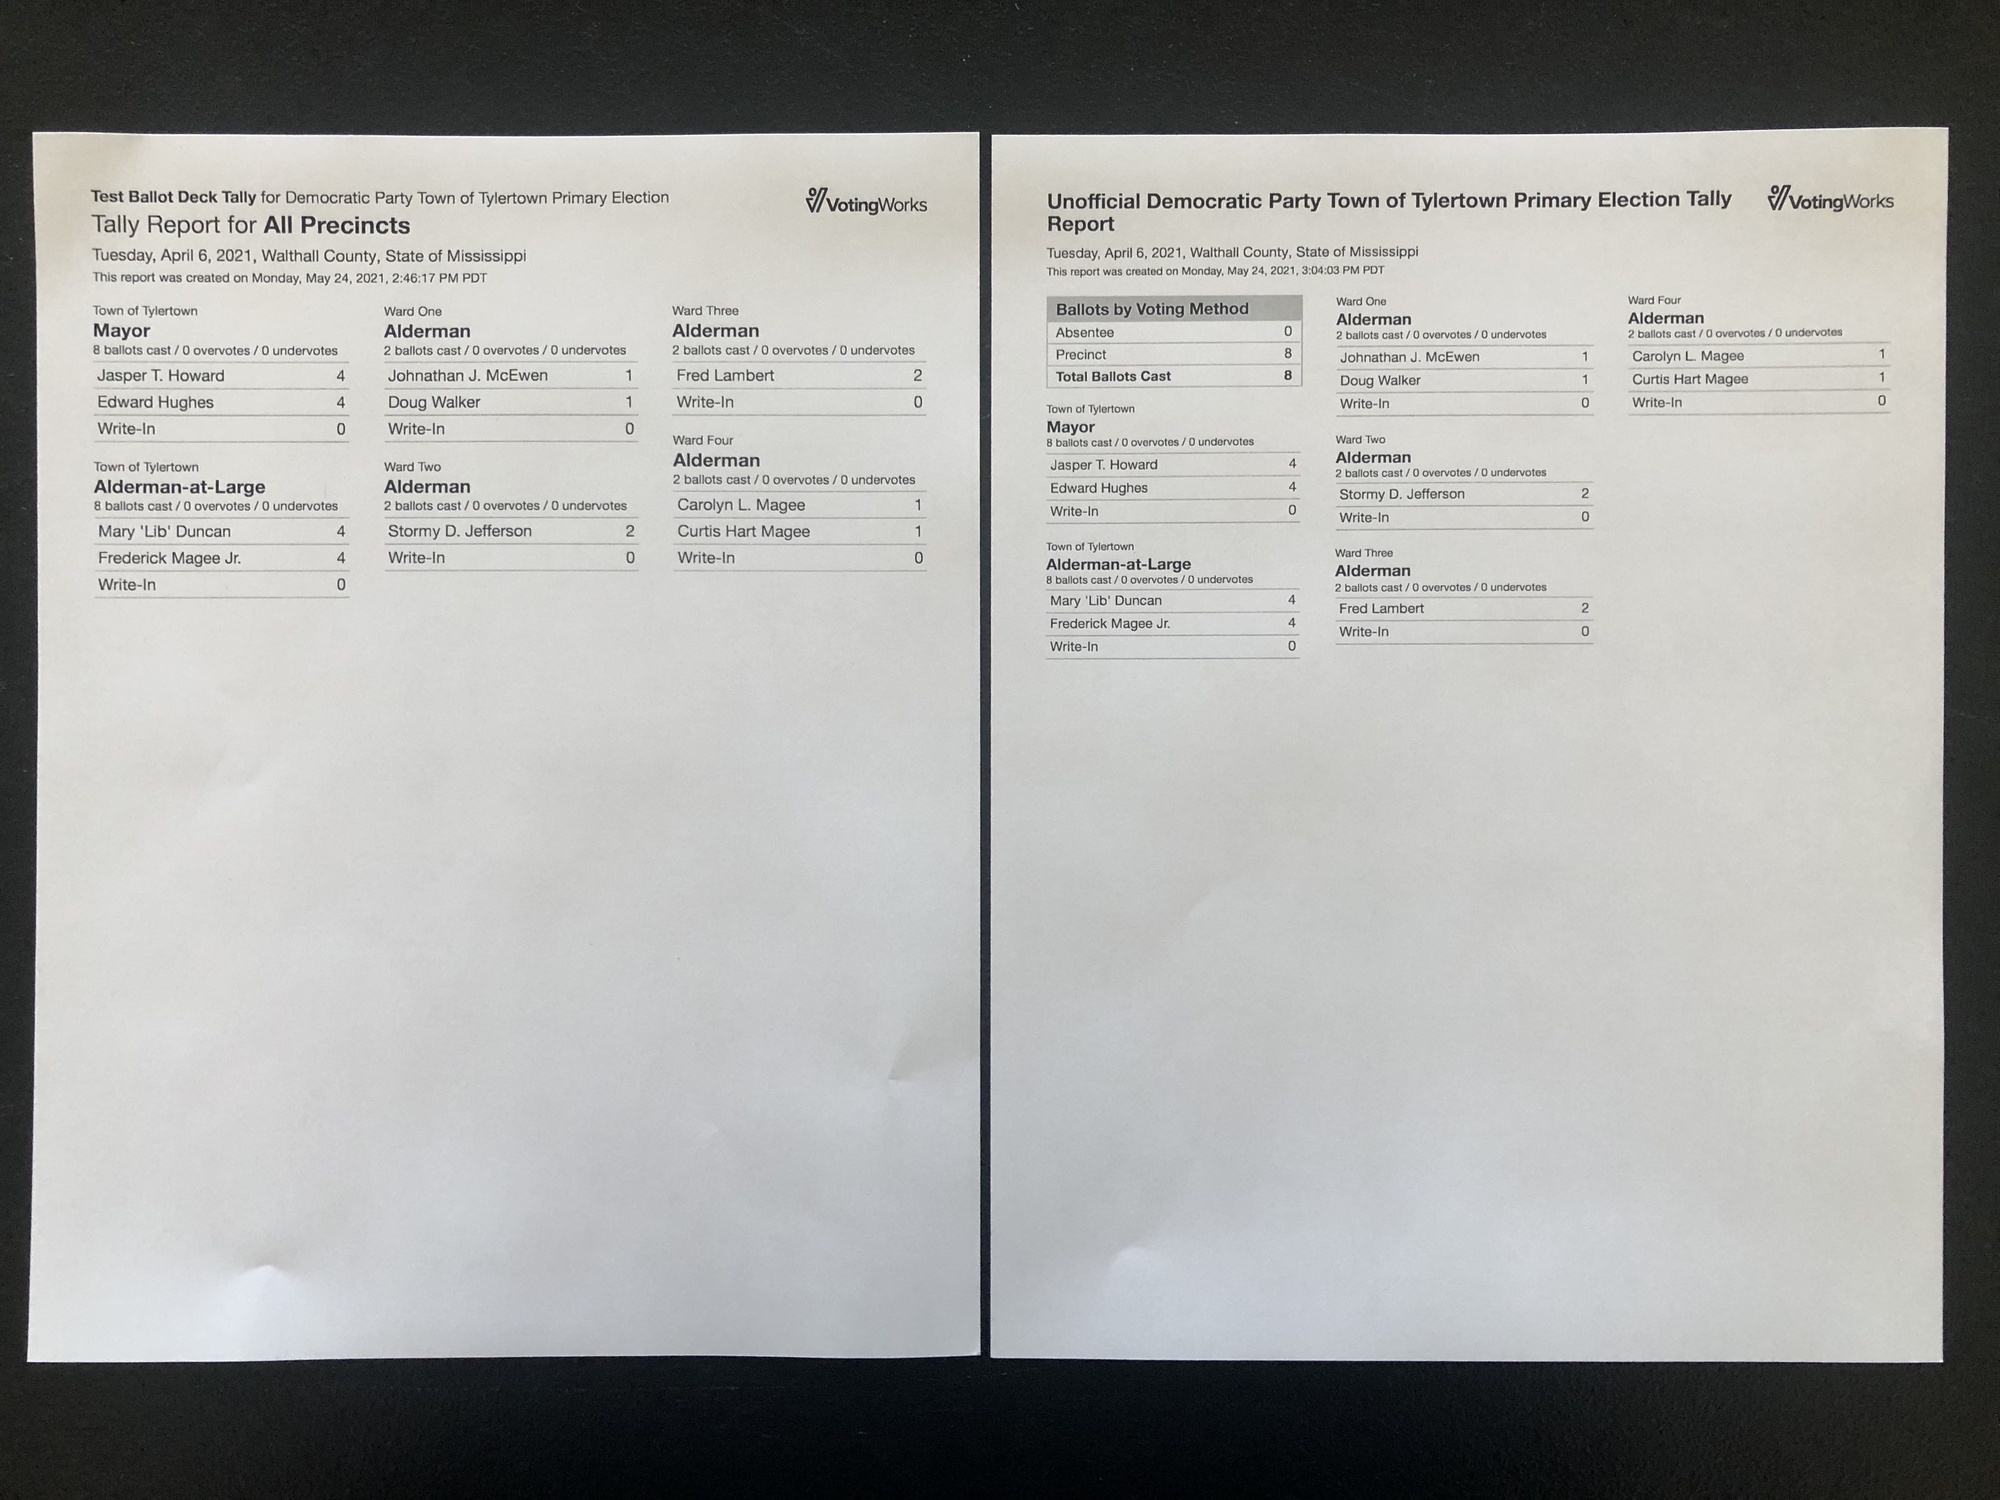 Test Ballot Deck Tally for Democratic Party Town of Tylertown Primary Election
Tally Report for All Precincts
Tuesday, April 6, 2021, Walthall County, State of Mississippi
This report was created on Monday, May 24, 2021, 2:46:17 PM PDT
VotingWorks
Town of Tylertown
Mayor
8 ballots cast / 0 overvotes / 0 undervotes
Jasper T. Howard 4
Edward Hughes 4
Write-In 0
Town of Tylertown
Alderman-at-Large
8 ballots cast / 0 overvotes / 0 undervotes
Mary 'Lib' Duncan 4
Frederick Magee Jr. 4
Write-In 0
Ward One
Alderman
2 ballots cast / 0 overvotes / 0 undervotes
Johnathan J. McEwen 1
Doug Walker 1
Write-In 0
Ward Two
Alderman
2 ballots cast / 0 overvotes / 0 undervotes
Stormy D. Jefferson 2
Write-In 0
Ward Three
Alderman
2 ballots cast / 0 overvotes / 0 undervotes
Fred Lambert 2
Write-In 0
Ward Four
Alderman
2 ballots cast / 0 overvotes / 0 undervotes
Carolyn L. Magee 1
Curtis Hart Magee 1
Write-In 0
Unofficial Democratic Party Town of Tylertown Primary Election Tally
Report
Tuesday, April 6, 2021, Walthall County, State of Mississippi
This report was created on Monday, May 24, 2021, 3:04:03 PM PDT
VotingWorks
Ballots by Voting Method
Absentee 0
Precinct 8
Total Ballots Cast 8
Town of Tylertown
Mayor
8 ballots cast / 0 overvotes / 0 undervotes
Jasper T. Howard 4
Edward Hughes 4
Write-In 0
Town of Tylertown
Alderman-at-Large
8 ballots cast / 0 overvotes / 0 undervotes
Mary 'Lib' Duncan 4
Frederick Magee Jr. 4
Write-In 0
Ward One
Alderman
2 ballots cast / 0 overvotes / 0 undervotes
Johnathan J. McEwen 1
Doug Walker 1
Write-In 0
Ward Two
Alderman
2 ballots cast / 0 overvotes / 0 undervotes
Stormy D. Jefferson 2
Write-In 0
Ward Three
Alderman
2 ballots cast / 0 overvotes / 0 undervotes
Fred Lambert 2
Write-In 0
Ward Four
Alderman
2 ballots cast / 0 overvotes / 0 undervotes
Carolyn L. Magee 1
Curtis Hart Magee 1
Write-In 0